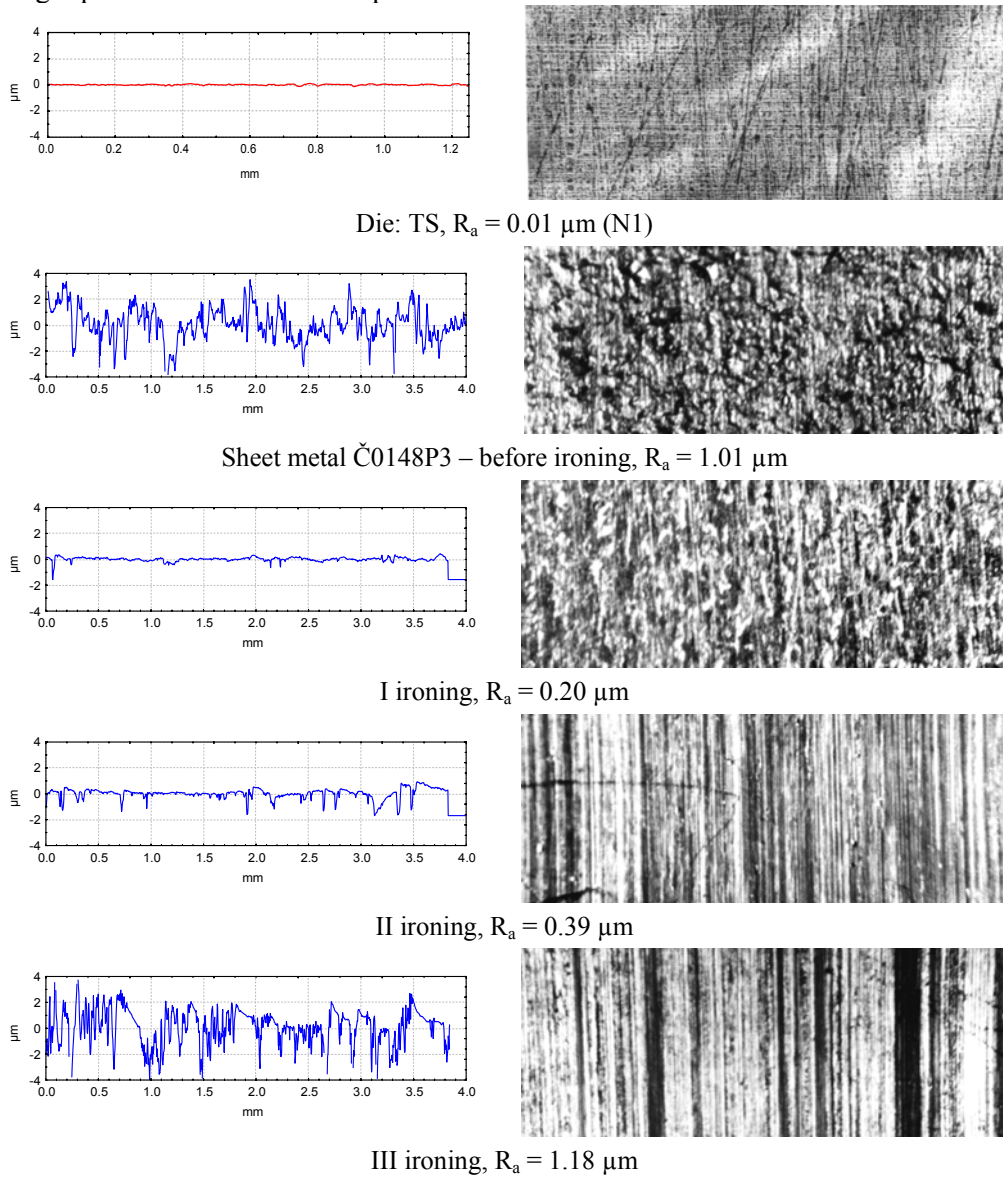 4
2
0
-2
-4
µm
0.0 0.2 0.4 0.6 0.8 1.0 1.2
mm
Die: TS, Ra = 0.01 µm (N1)
4
2
0
-2
-4
µm
0.0 0.5 1.0 1.5 2.0 2.5 3.0 3.5 4.0
mm
Sheet metal Č0148P3 – before ironing, Ra = 1.01 µm
4
2
0
-2
-4
µm
0.0 0.5 1.0 1.5 2.0 2.5 3.0 3.5 4.0
mm
I ironing, Ra = 0.20 µm
4
2
0
-2
-4
µm
0.0 0.5 1.0 1.5 2.0 2.5 3.0 3.5 4.0
mm
II ironing, Ra = 0.39 µm
4
2
0
-2
-4
µm
0.0 0.5 1.0 1.5 2.0 2.5 3.0 3.5 4.0
mm
III ironing, Ra = 1.18 µm